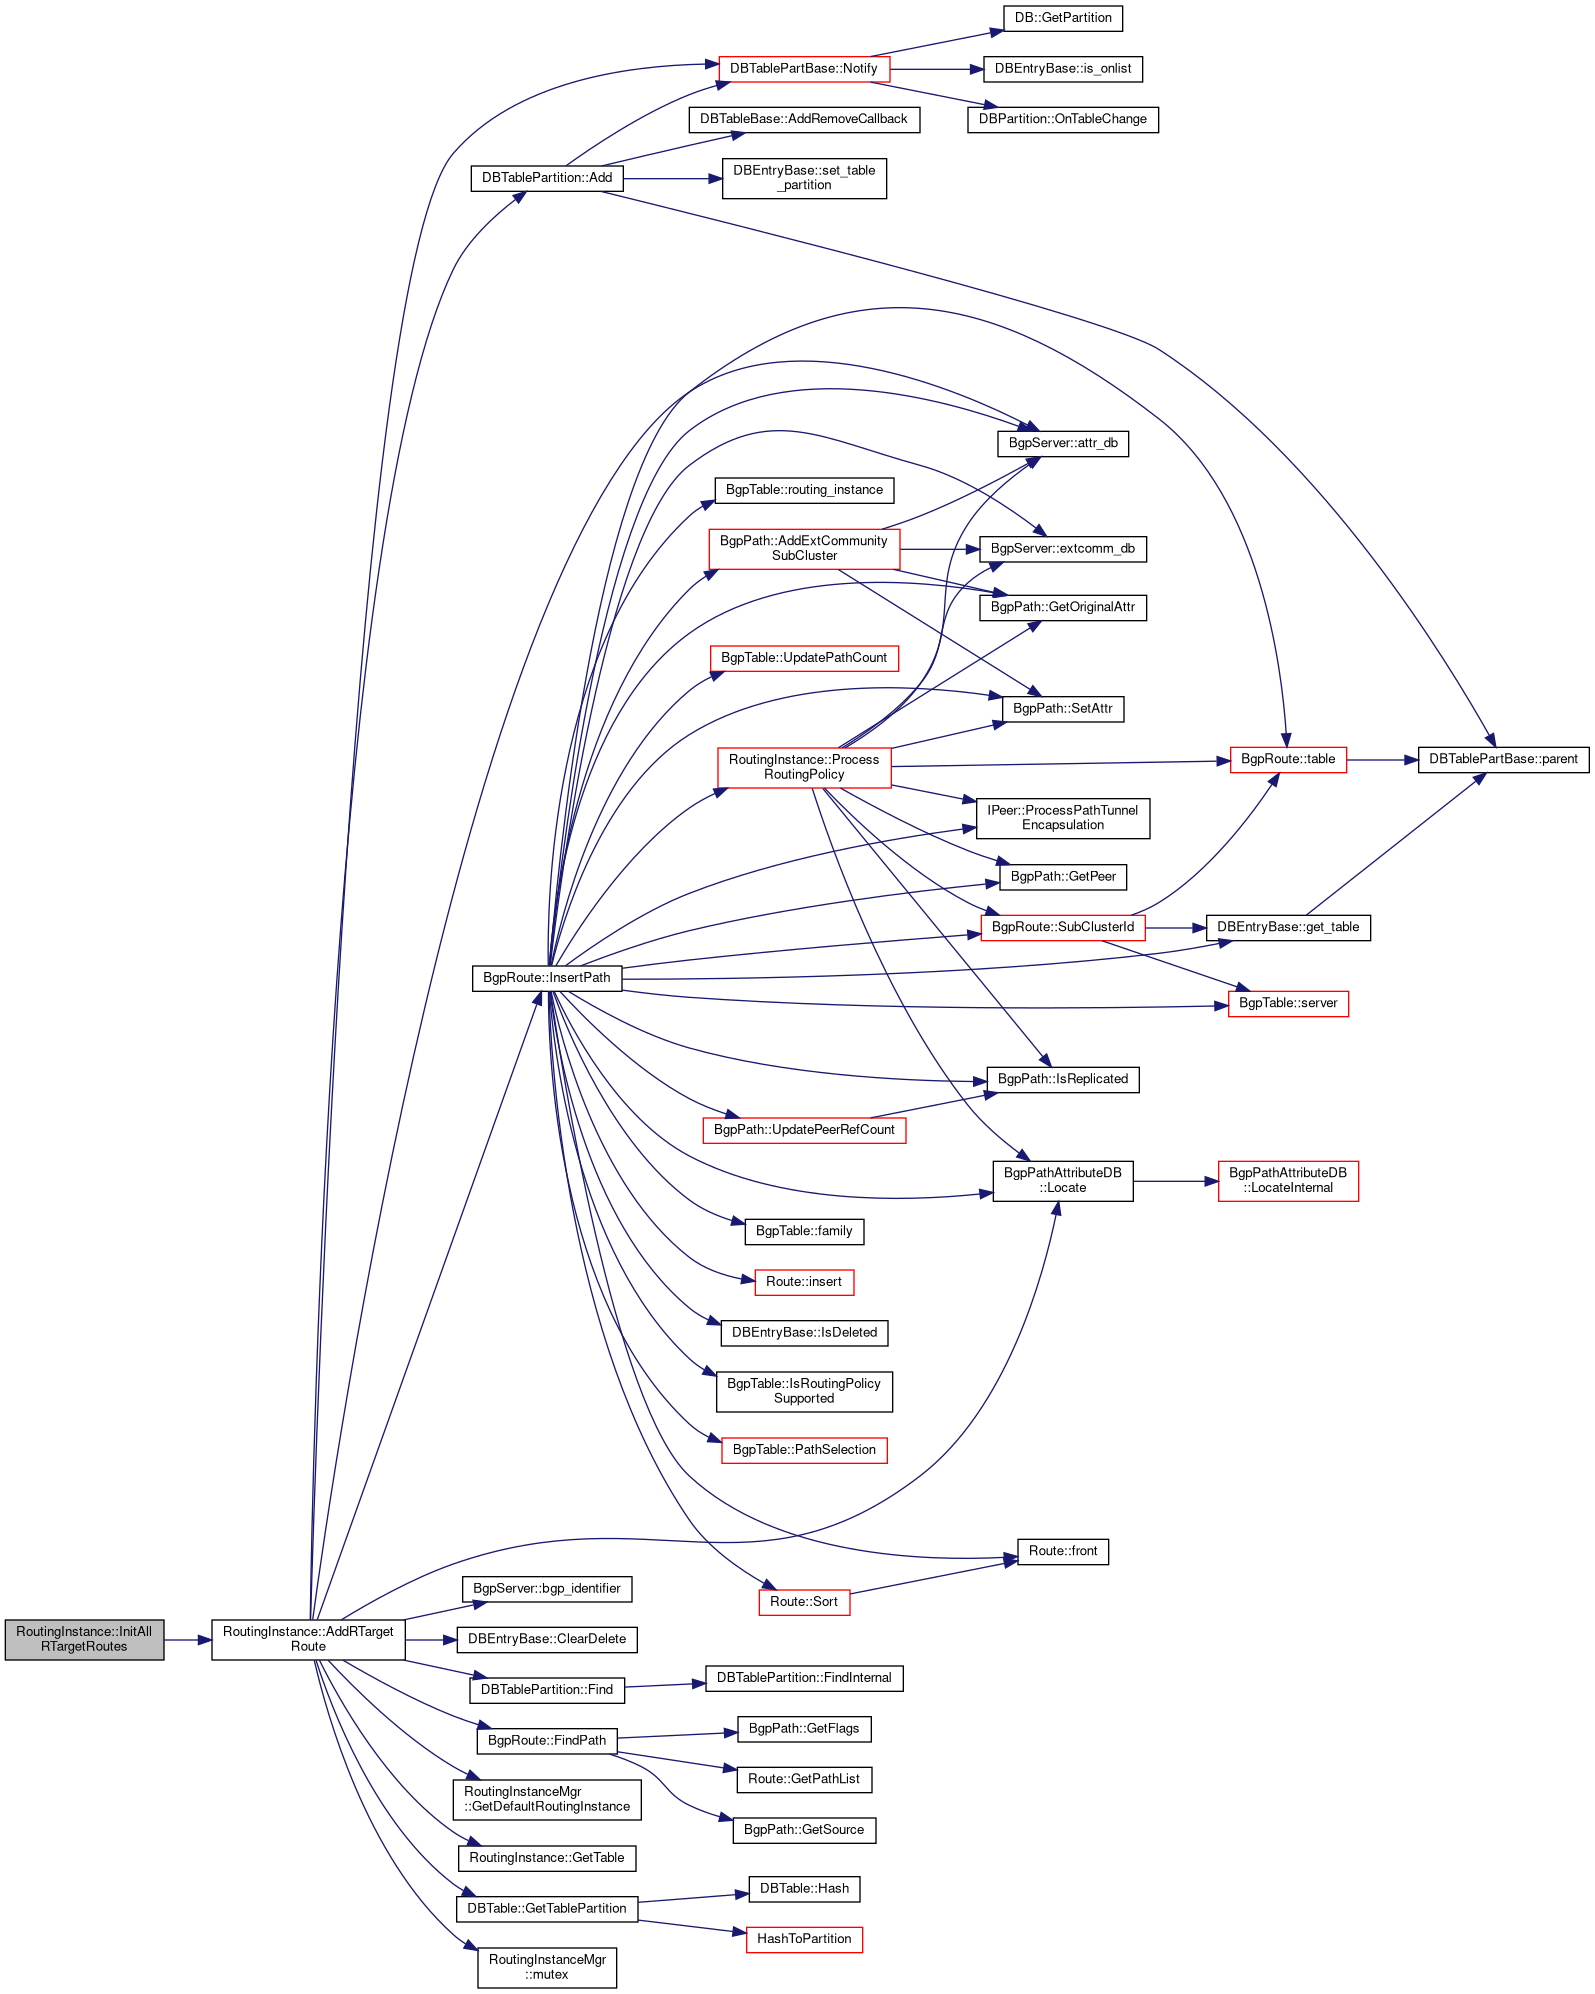 DB::GetPartition
DBTablePartBase::Notify
DBEntryBase::is_onlist
DBTableBase::AddRemoveCallback
DBPartition::OnTableChange
DBTablePartition::Add
DBEntryBase::set_table
_partition
BgpServer::attr_db
BgpTable::routing_instance
BgpPath::AddExtCommunity
SubCluster
BgpServer::extcomm_db
BgpPath::GetOriginalAttr
BgpTable::UpdatePathCount
BgpPath::SetAttr
RoutingInstance::Process
RoutingPolicy
BgpRoute::table
DBTablePartBase::parent
IPeer::ProcessPathTunnel
Encapsulation
BgpPath::GetPeer
BgpRoute::SubClusterId
DBEntryBase::get_table
BgpRoute::InsertPath
BgpTable::server
BgpPath::IsReplicated
BgpPath::UpdatePeerRefCount
BgpPathAttributeDB
::Locate
BgpPathAttributeDB
::LocateInternal
BgpTable::family
Route::insert
DBEntryBase::IsDeleted
BgpTable::IsRoutingPolicy
Supported
BgpTable::PathSelection
Route::front
Route::Sort
BgpServer::bgp_identifier
RoutingInstance::InitAll
RTargetRoutes
RoutingInstance::AddRTarget
Route
DBEntryBase::ClearDelete
DBTablePartition::Find
DBTablePartition::FindInternal
BgpRoute::FindPath
BgpPath::GetFlags
Route::GetPathList
RoutingInstanceMgr
::GetDefaultRoutingInstance
BgpPath::GetSource
RoutingInstance::GetTable
DBTable::GetTablePartition
DBTable::Hash
HashToPartition
RoutingInstanceMgr
::mutex